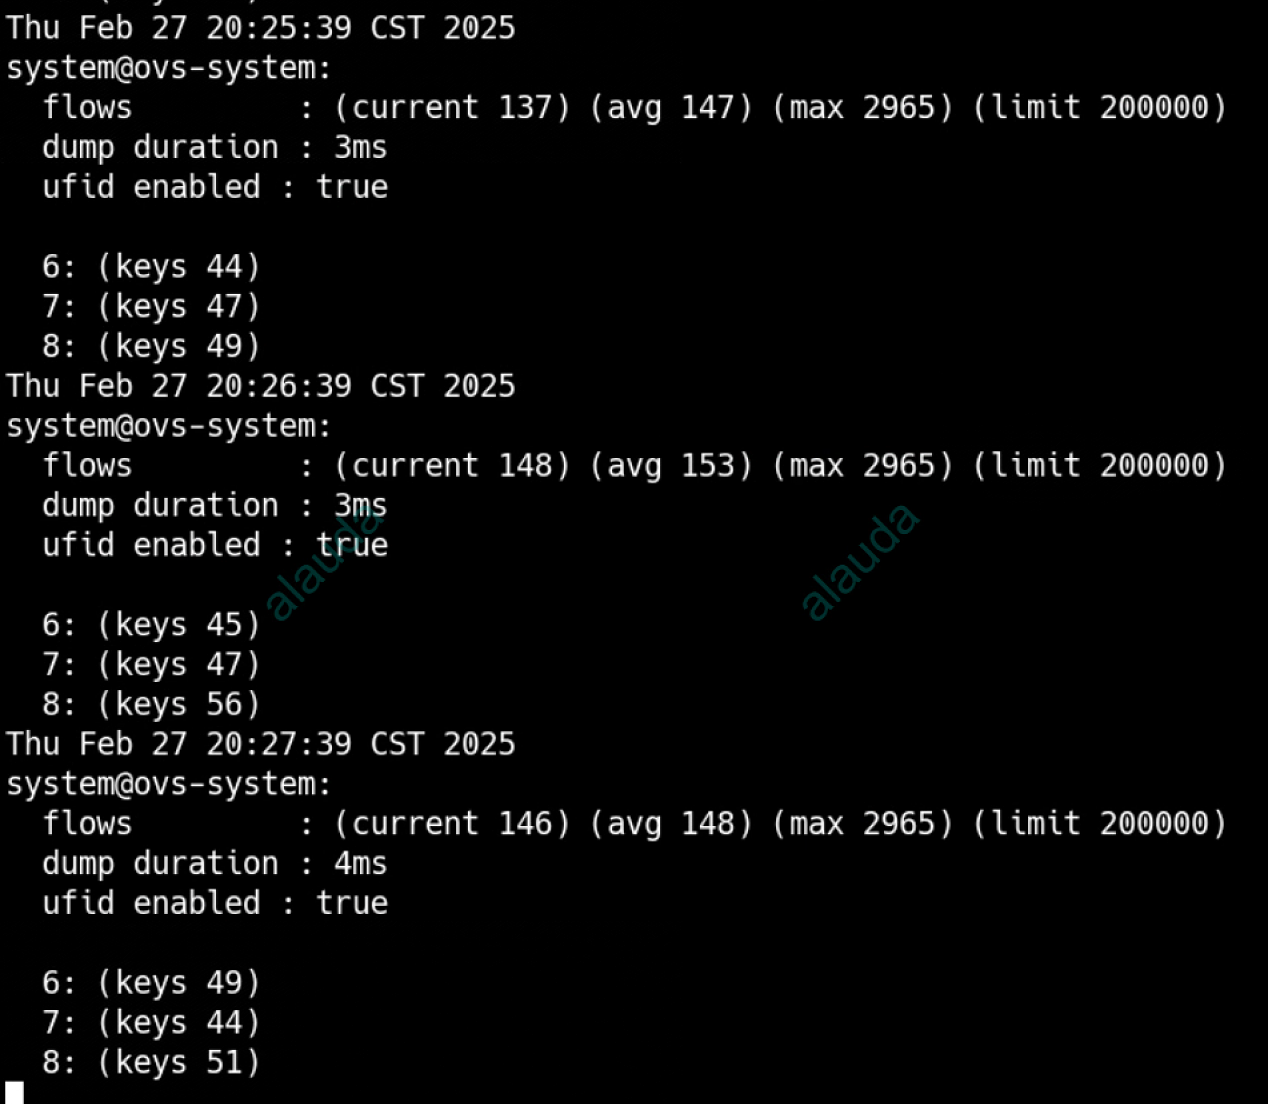 Thu Feb 27 20:25:39 CST 2025
system@ovs-system:
  flows         : (current 137) (avg 147) (max 2965) (limit 200000)
  dump duration : 3ms
  ufid enabled : true

  6: (keys 44)
  7: (keys 47)
  8: (keys 49)
Thu Feb 27 20:26:39 CST 2025
system@ovs-system:
  flows         : (current 148) (avg 153) (max 2965) (limit 200000)
  dump duration : 3ms
  ufid enabled : true
alauda alauda

  6: (keys 45)
  7: (keys 47)
  8: (keys 56)
Thu Feb 27 20:27:39 CST 2025
system@ovs-system:
  flows         : (current 146) (avg 148) (max 2965) (limit 200000)
  dump duration : 4ms
  ufid enabled : true

  6: (keys 49)
  7: (keys 44)
  8: (keys 51)